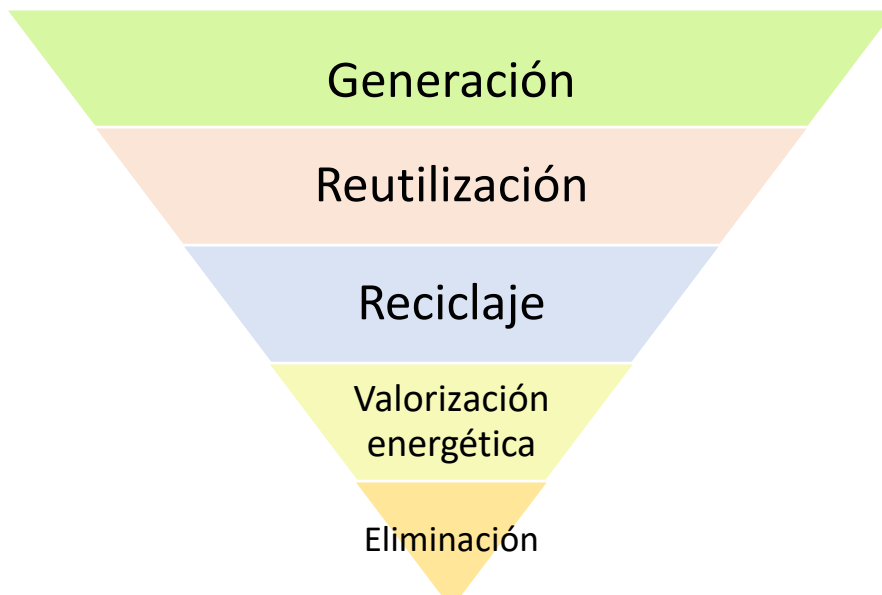 Generación
Reutilización
Reciclaje
Valorización
energética
Eliminación